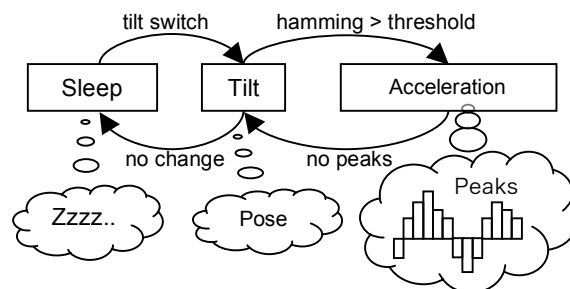 tilt switch
hamming > threshold
Sleep
Tilt
Acceleration
no change
no peaks
Zzzz..
Pose
Peaks